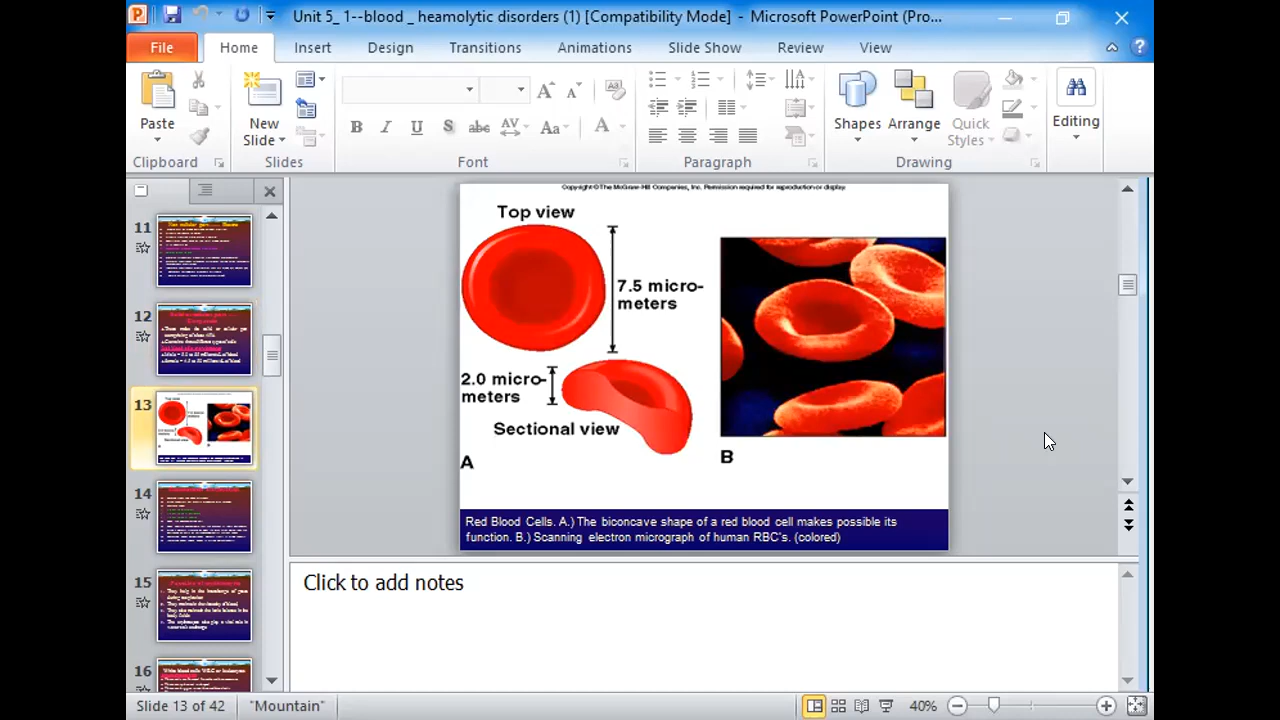 Unit 5_ 1--blood _ heamolytic disorders (1) [Compatibility Mode] - Microsoft PowerPoint (Pro...
File Home Insert Design Transitions Animations Slide Show Review View
Paste
New Slide
Shapes Arrange Quick Styles
Editing
Clipboard Slides Font Paragraph Drawing
11
12
13
14
15
16
Copyright © The McGraw-Hill Companies, Inc. Permission required for reproduction or display.
Top view
7.5 micro-
meters
2.0 micro-
meters
Sectional view
A
B
Red Blood Cells. A.) The biconcave shape of a red blood cell makes possible its
function. B.) Scanning electron micrograph of human RBC's. (colored)
Click to add notes
Slide 13 of 42 "Mountain" 40%